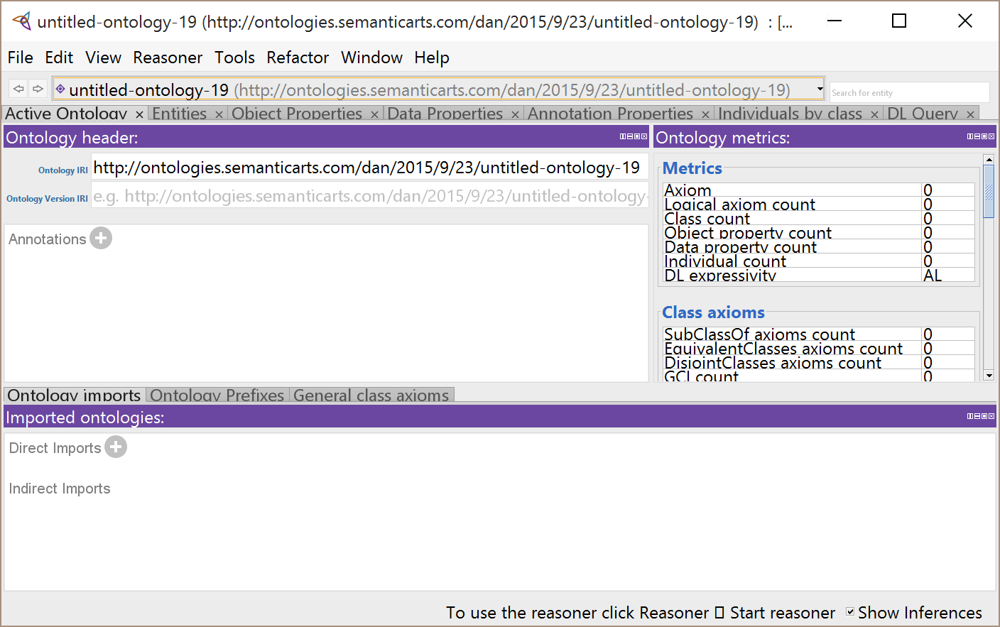 untitled-ontology-19 (http://ontologies.semanticarts.com/dan/2015/9/23/untitled-ontology-19) : [...
File Edit View Reasoner Tools Refactor Window Help
untitled-ontology-19 (http://ontologies.semanticarts.com/dan/2015/9/23/untitled-ontology-19)
Search for entity
Active Ontology × Entities × Object Properties × Data Properties × Annotation Properties × Individuals by class × DL Query ×
Ontology header:
Ontology IRI http://ontologies.semanticarts.com/dan/2015/9/23/untitled-ontology-19
Ontology Version IRI e.g. http://ontologies.semanticarts.com/dan/2015/9/23/untitled-ontology-
Annotations
Ontology metrics:
Metrics
Axiom 0
Logical axiom count 0
Class count 0
Object property count 0
Data property count 0
Individual count 0
DL expressivity AL
Class axioms
SubClassOf axioms count 0
EquivalentClasses axioms count 0
DisjointClasses axioms count 0
GCI count 0
Ontology imports Ontology Prefixes General class axioms
Imported ontologies:
Direct Imports
Indirect Imports
To use the reasoner click Reasoner ▯ Start reasoner Show Inferences